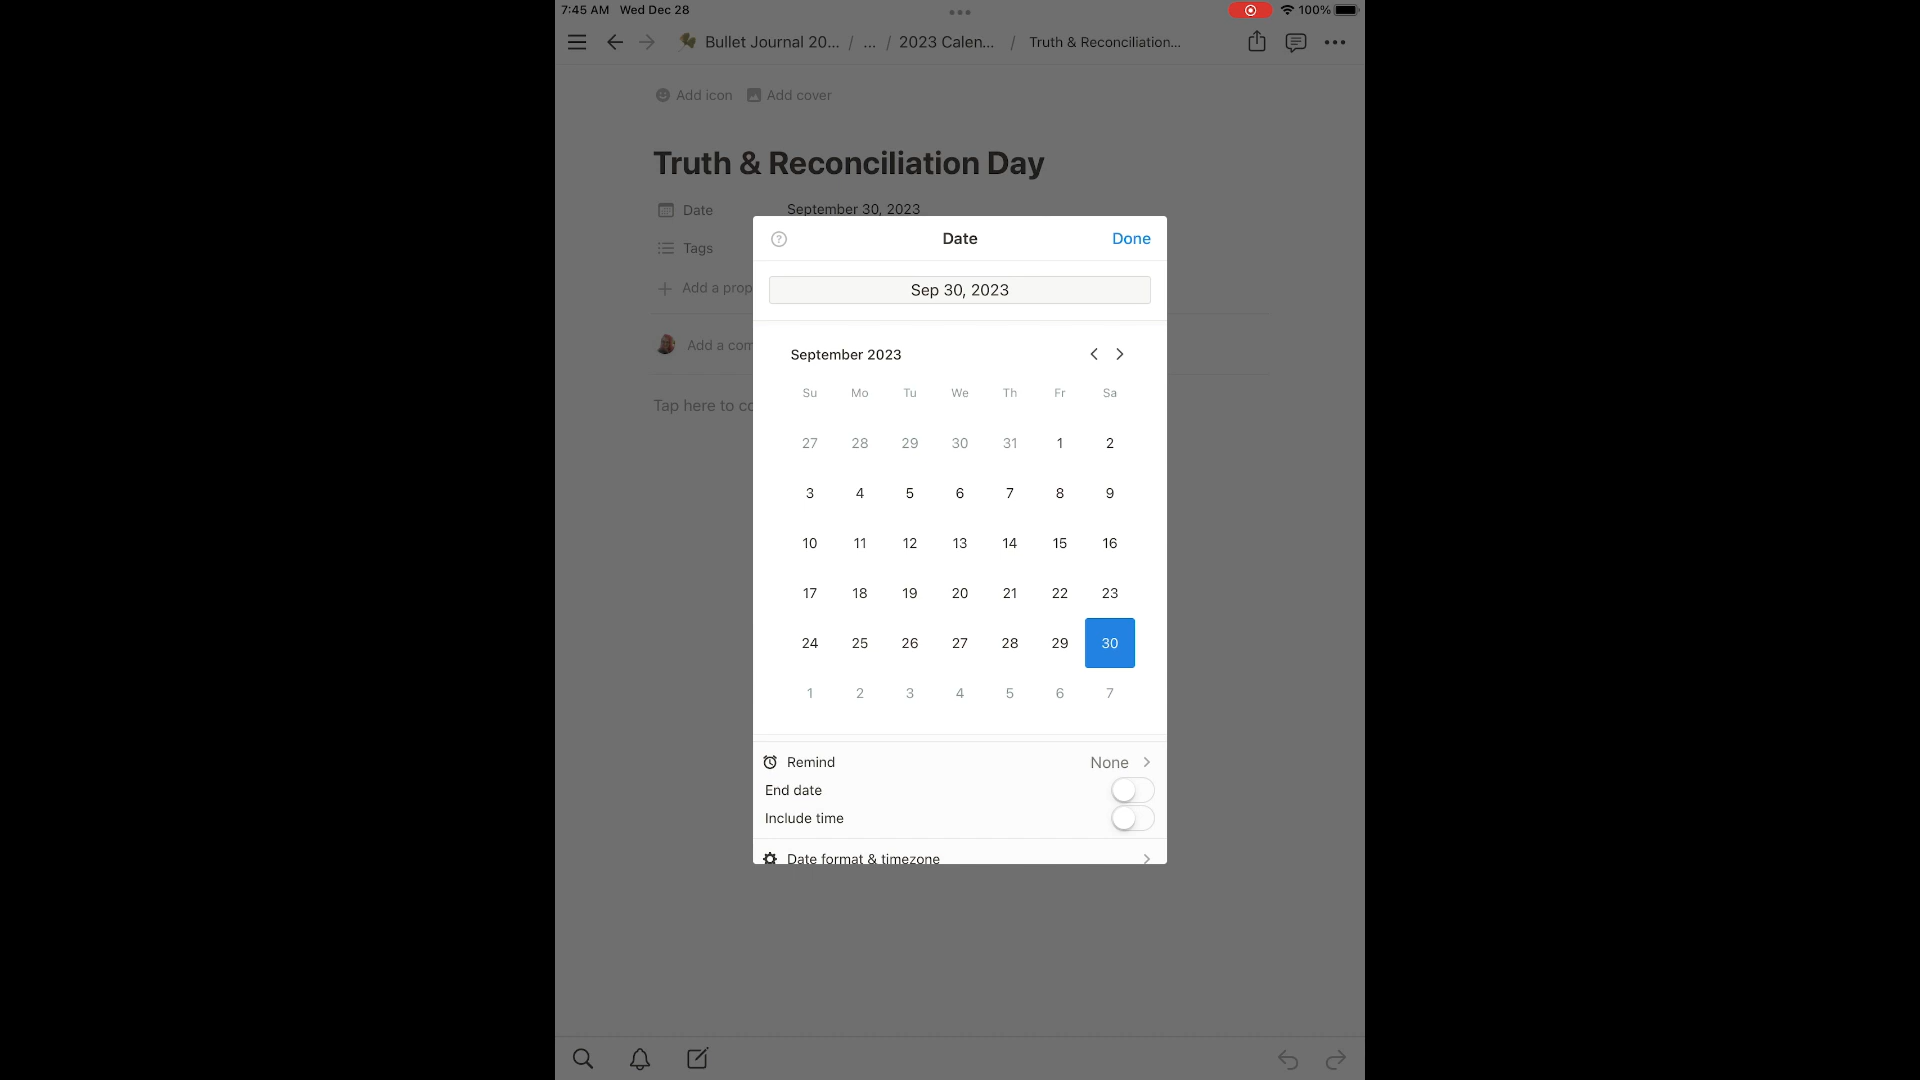 7:45 AM Wed Dec 28
100%
Bullet Journal 20... / ... / 2023 Calen... / Truth & Reconciliation...
Add icon Add cover
Truth & Reconciliation Day
Date September 30, 2023
Tags
Add a prop
Add a com
Tap here to co
? Date Done
Sep 30, 2023
September 2023
Su Mo Tu We Th Fr Sa
27 28 29 30 31 1 2
3 4 5 6 7 8 9
10 11 12 13 14 15 16
17 18 19 20 21 22 23
24 25 26 27 28 29 30
1 2 3 4 5 6 7
Remind None
End date
Include time
Date format & timezone